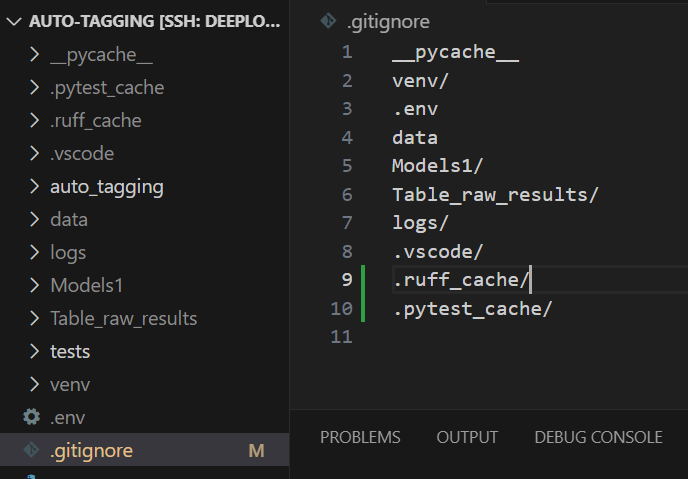 AUTO-TAGGING [SSH: DEEPLO...
__pycache__
.pytest_cache
.ruff_cache
.vscode
auto_tagging
data
logs
Models1
Table_raw_results
tests
venv
.env
.gitignore M
.gitignore
1 __pycache__
2 venv/
3 .env
4 data
5 Models1/
6 Table_raw_results/
7 logs/
8 .vscode/
9 .ruff_cache/
10 .pytest_cache/
11
PROBLEMS OUTPUT DEBUG CONSOLE